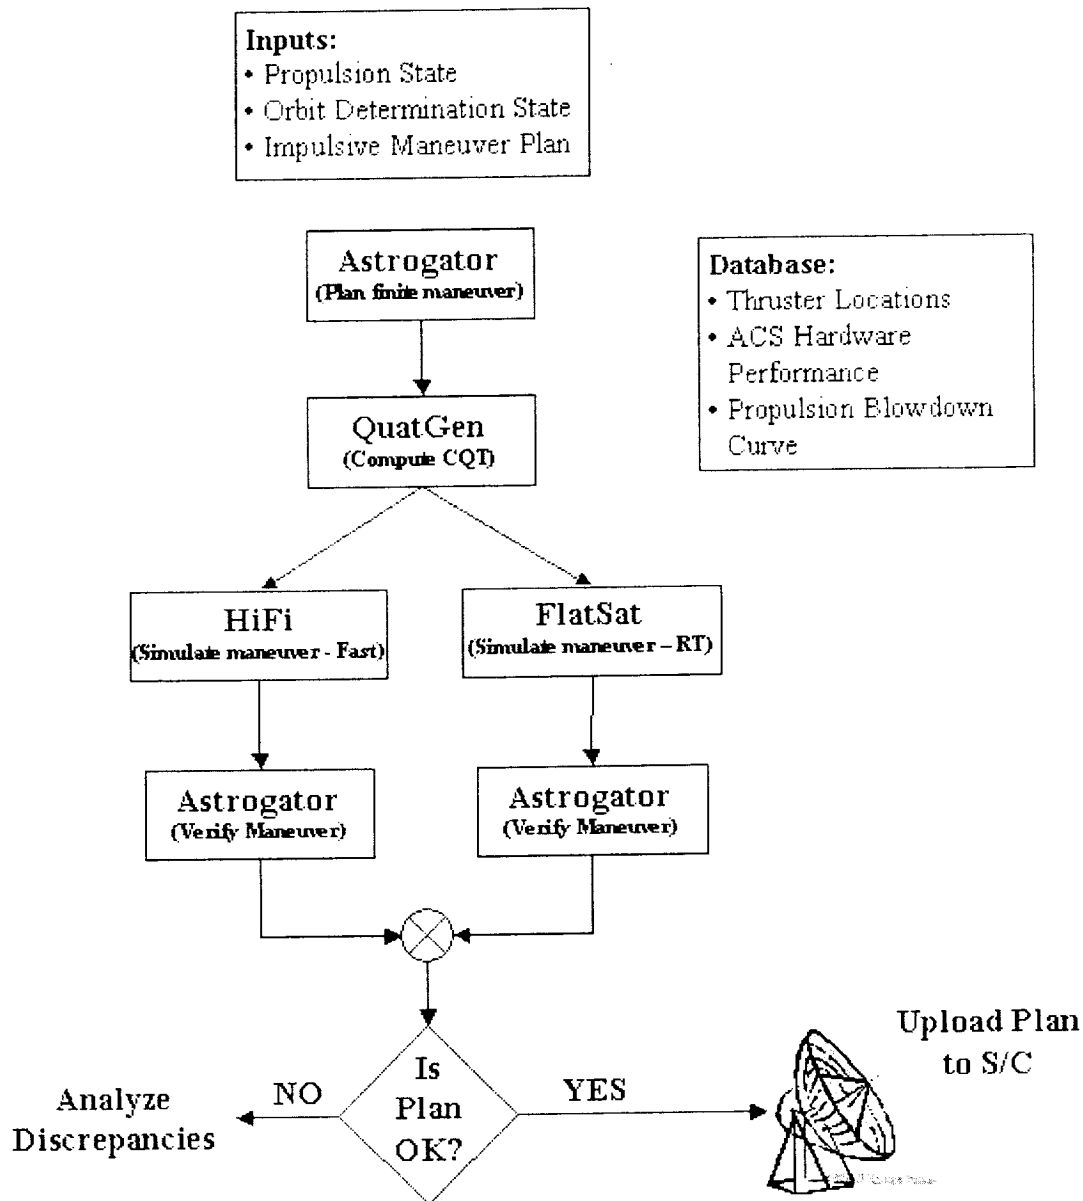 Inputs:
• Propulsion State
• Orbit Determination State
• Impulsive Maneuver Plan
Astrogator
(Plan finite maneuver)
Database:
• Thruster Locations
• ACS Hardware
Performance
• Propulsion Blowdown
Curve
QuatGen
(Compute CQT)
HiFi
(Simulate maneuver - Fast)
FlatSat
(Simulate maneuver – RT)
Astrogator
(Verify Maneuver)
Astrogator
(Verify Maneuver)
Is
Plan
OK?
NO
YES
Analyze
Discrepancies
Upload Plan
to S/C